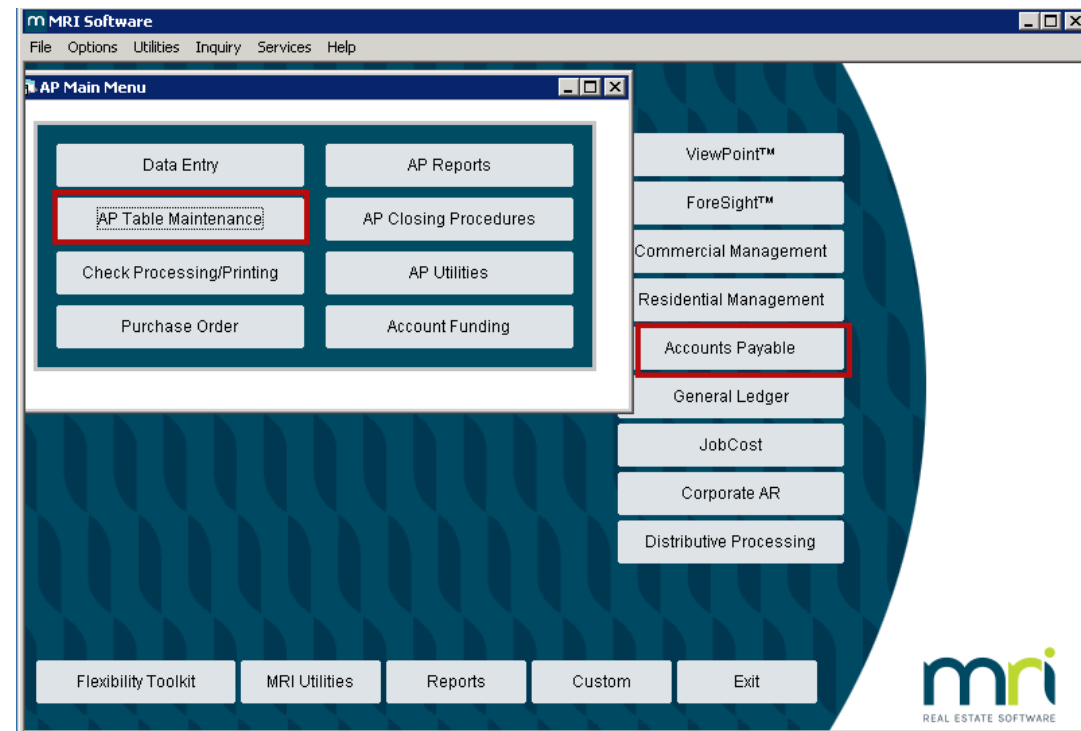 MRI Software
File Options Utilities Inquiry Services Help
AP Main Menu
Data Entry
AP Reports
AP Table Maintenance
AP Closing Procedures
Check Processing/Printing
AP Utilities
Purchase Order
Account Funding
ViewPoint™
ForeSight™
Commercial Management
Residential Management
Accounts Payable
General Ledger
JobCost
Corporate AR
Distributive Processing
Flexibility Toolkit
MRI Utilities
Reports
Custom
Exit
mri
REAL ESTATE SOFTWARE